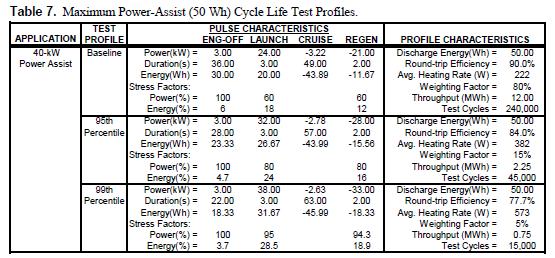 Table 7. Maximum Power-Assist (50 Wh) Cycle Life Test Profiles.
TEST PULSE CHARACTERISTICS
APPLICATION PROFILE ENG-OFF LAUNCH CRUISE REGEN PROFILE CHARACTERISTICS
40-kW Baseline Power(kW) = 3.00 24.00 -3.22 -21.00 Discharge Energy(Wh) = 50.00
Power Assist Duration(s) = 36.00 3.00 49.00 2.00 Round-trip Efficiency = 90.0%
Energy(Wh) = 30.00 20.00 -43.89 -11.67 Avg. Heating Rate (W) = 222
Stress Factors: Weighting Factor = 80%
Power(%) = 100 60 60 Throughput (MWh) = 12.00
Energy(%) = 6 18 12 Test Cycles = 240,000
95th Power(kW) = 3.00 32.00 -2.78 -28.00 Discharge Energy(Wh) = 50.00
Percentile Duration(s) = 28.00 3.00 57.00 2.00 Round-trip Efficiency = 84.0%
Energy(Wh) = 23.33 26.67 -43.99 -15.56 Avg. Heating Rate (W) = 382
Stress Factors: Weighting Factor = 15%
Power(%) = 100 80 80 Throughput (MWh) = 2.25
Energy(%) = 4.7 24 16 Test Cycles = 45,000
99th Power(kW) = 3.00 38.00 -2.63 -33.00 Discharge Energy(Wh) = 50.00
Percentile Duration(s) = 22.00 3.00 63.00 2.00 Round-trip Efficiency = 77.7%
Energy(Wh) = 18.33 31.67 -45.99 -18.33 Avg. Heating Rate (W) = 573
Stress Factors: Weighting Factor = 5%
Power(%) = 100 95 94.3 Throughput (MWh) = 0.75
Energy(%) = 3.7 28.5 18.9 Test Cycles = 15,000